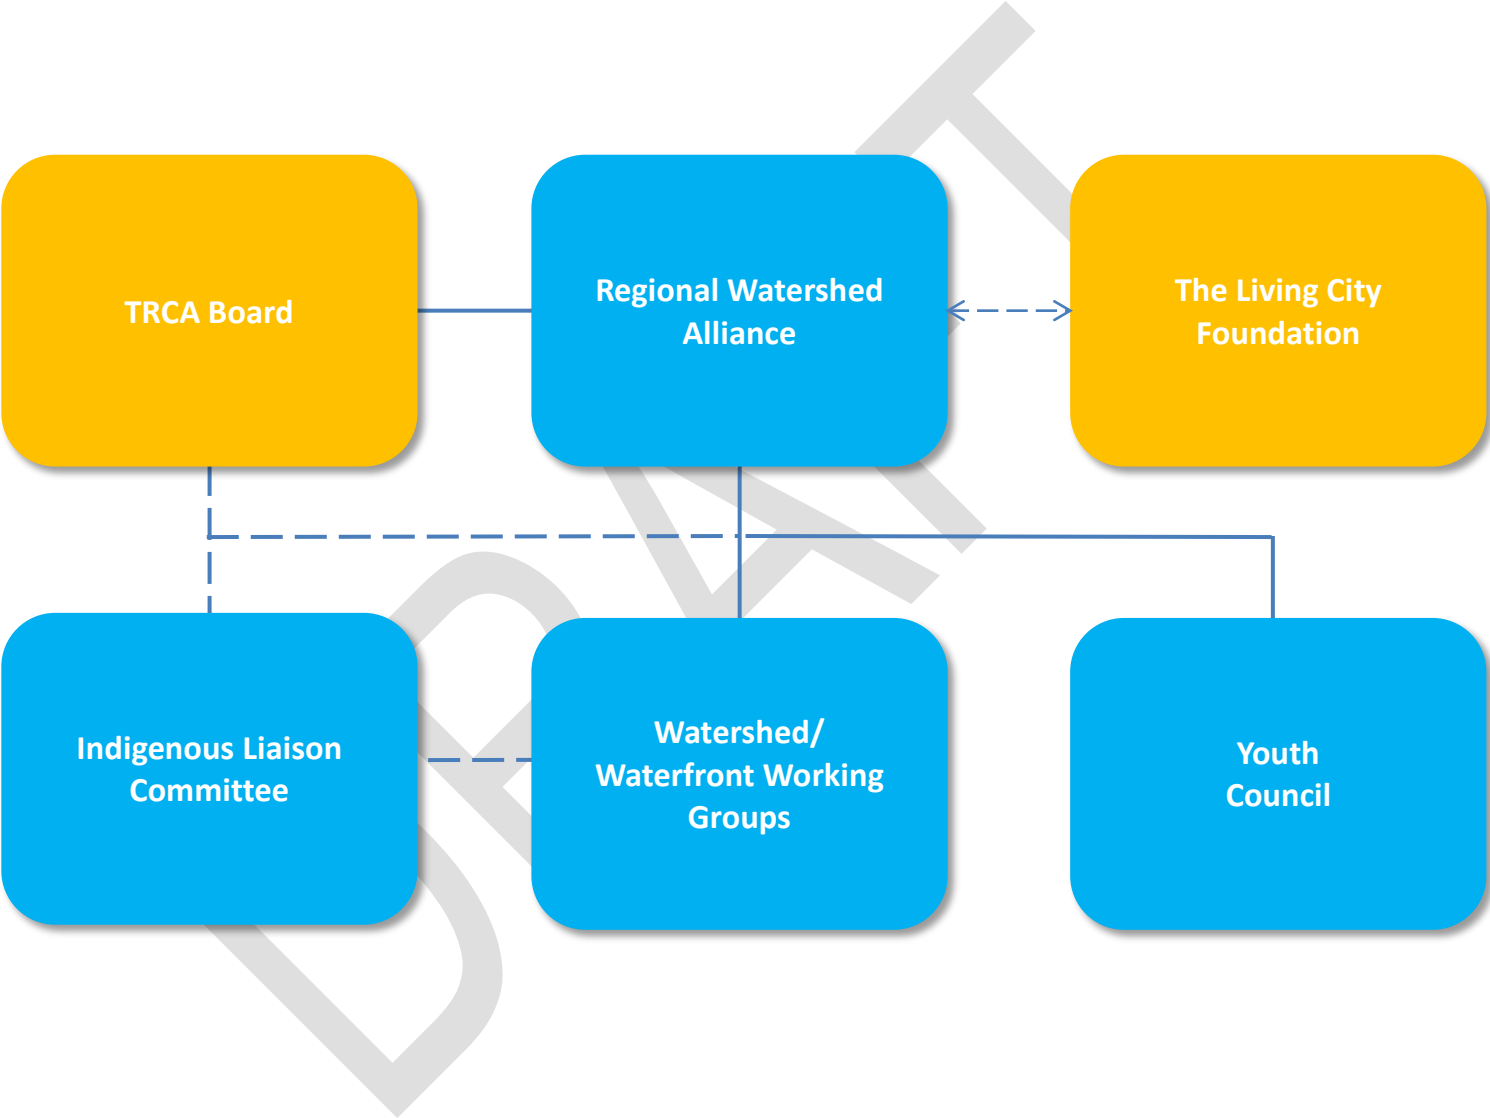 DRAFT
TRCA Board
Regional Watershed
Alliance
The Living City
Foundation
Indigenous Liaison
Committee
Watershed/
Waterfront Working
Groups
Youth
Council